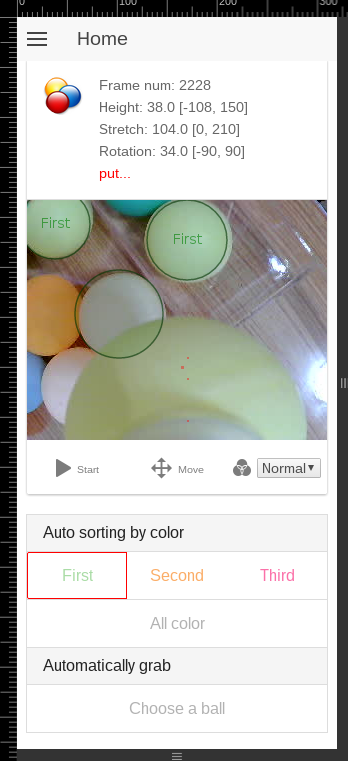 0 100 200 300
Home
Frame num: 2228
Height: 38.0 [-108, 150]
Stretch: 104.0 [0, 210]
Rotation: 34.0 [-90, 90]
put...
First
First
Start Move Normal
Auto sorting by color
First Second Third
All color
Automatically grab
Choose a ball